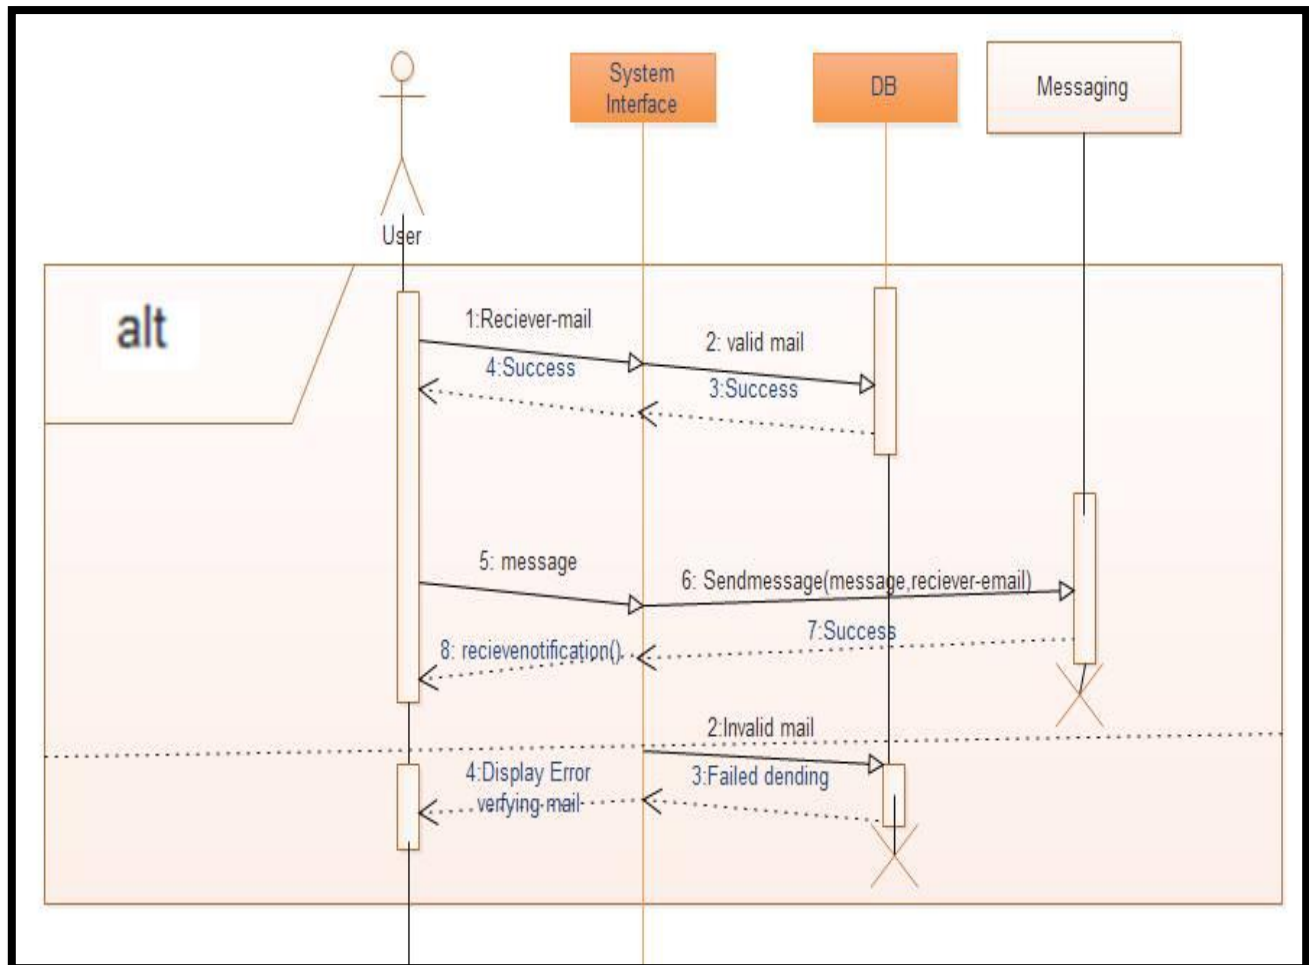 System
Interface
DB
Messaging
User
alt
1:Reciever-mail
2: valid mail
4:Success
3:Success
5: message
6: Sendmessage(message,reciever-email)
7:Success
8: recievenotification()
2:Invalid mail
4:Display Error
verfying-mail
3:Failed dending